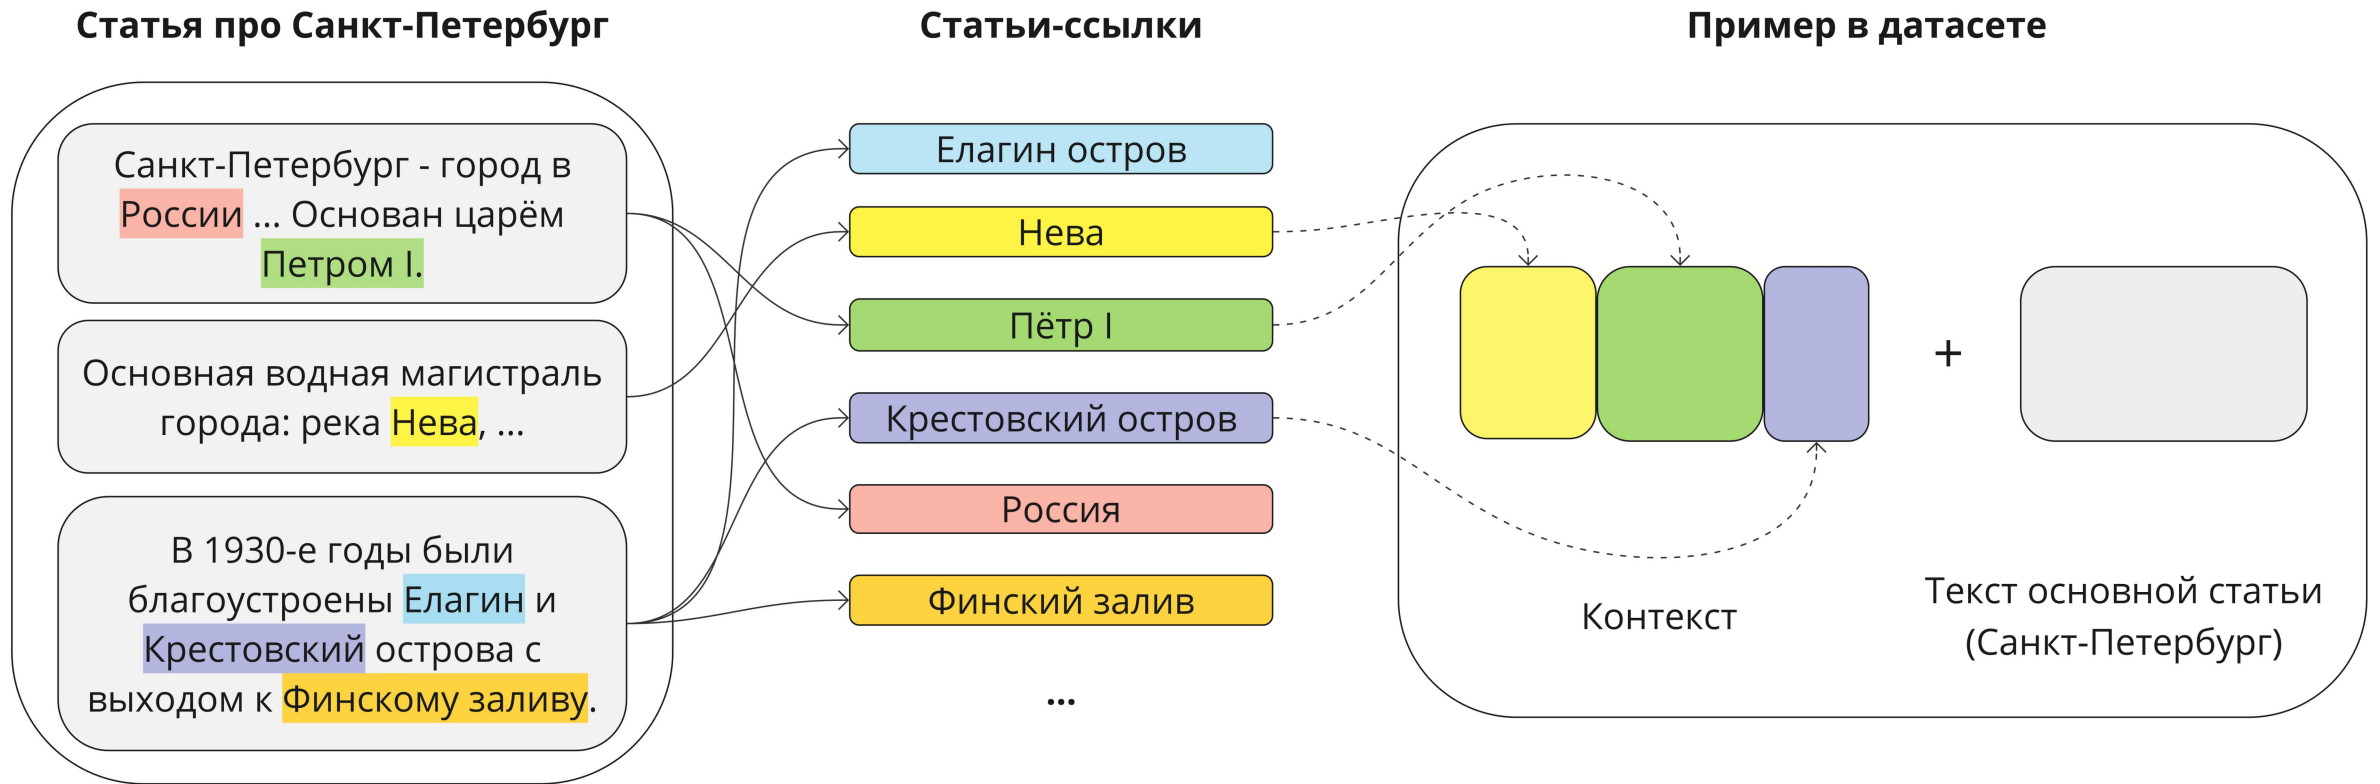 Статья про Санкт-Петербург
Санкт-Петербург - город в
России ... Основан царём
Петром I.
Основная водная магистраль
города: река Нева, ...
В 1930-е годы были
благоустроены Елагин и
Крестовский острова с
выходом к Финскому заливу.
Статьи-ссылки
Елагин остров
Нева
Пётр I
Крестовский остров
Россия
Финский залив
...
Пример в датасете
+
Контекст
Текст основной статьи
(Санкт-Петербург)